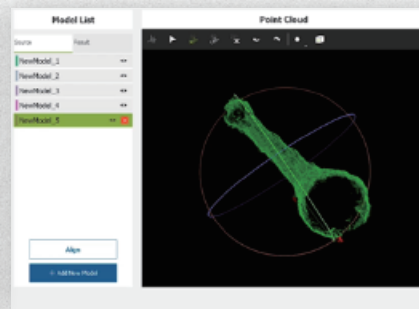 Model List
Point Cloud
Source
Result
NewModel_1
NewModel_2
NewModel_3
NewModel_4
NewModel_5
Align
+ Add New Model